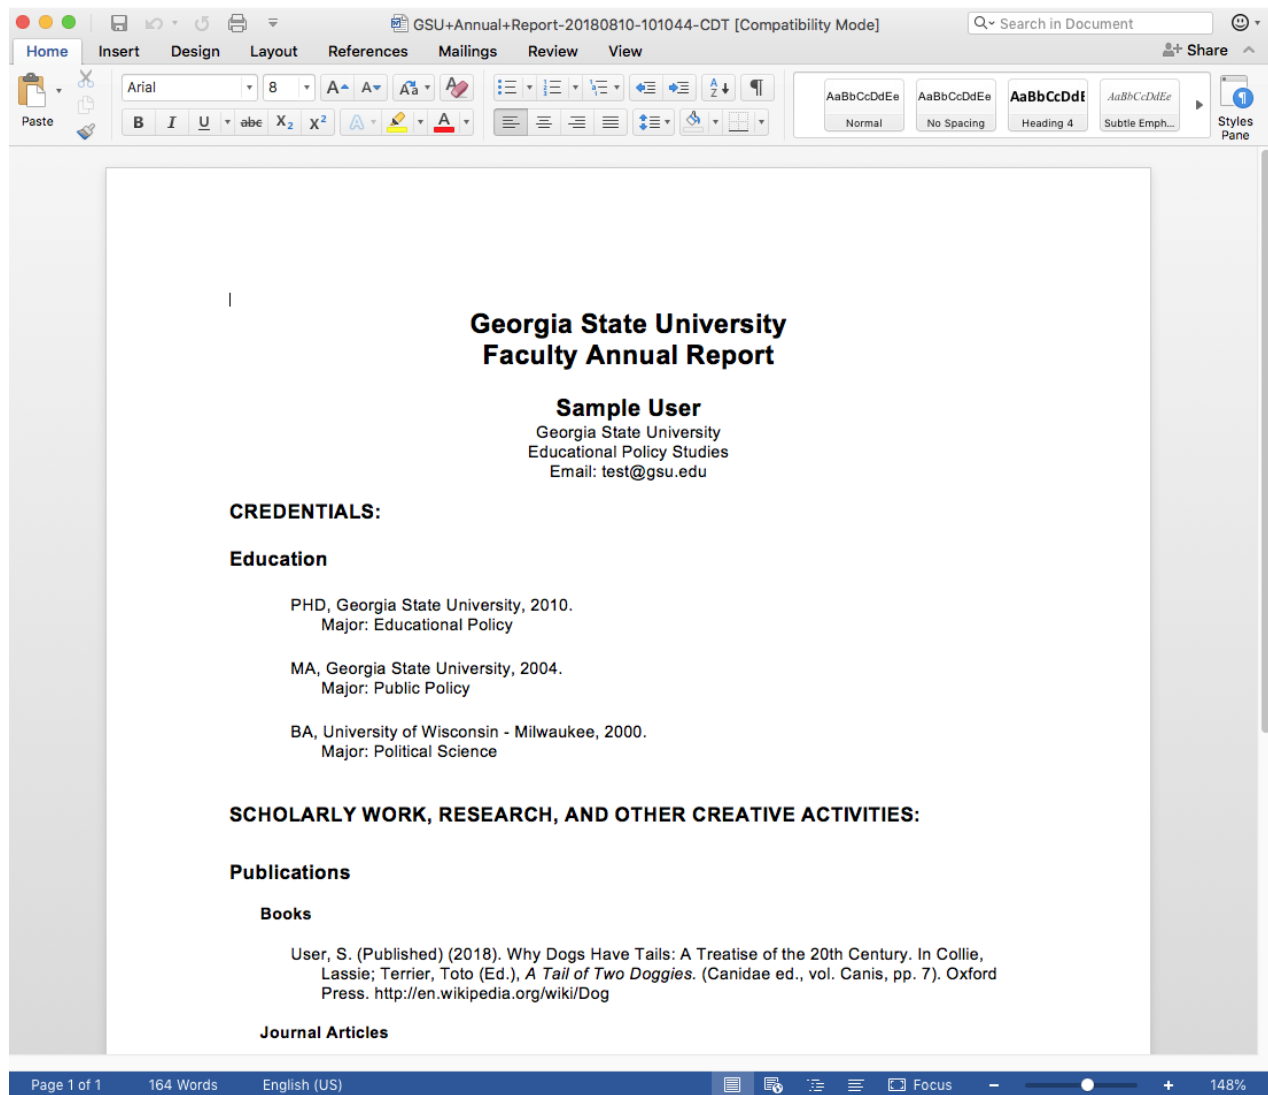 GSU+Annual+Report-20180810-101044-CDT [Compatibility Mode]
Search in Document
Home Insert Design Layout References Mailings Review View Share
Paste
Arial 8
AaBbCcDdEe AaBbCcDdEe AaBbCcDdE AaBbCcDdEe
Normal No Spacing Heading 4 Subtle Emph...
Styles
Pane
Georgia State University
Faculty Annual Report
Sample User
Georgia State University
Educational Policy Studies
Email: test@gsu.edu
CREDENTIALS:
Education
PHD, Georgia State University, 2010.
Major: Educational Policy
MA, Georgia State University, 2004.
Major: Public Policy
BA, University of Wisconsin - Milwaukee, 2000.
Major: Political Science
SCHOLARLY WORK, RESEARCH, AND OTHER CREATIVE ACTIVITIES:
Publications
Books
User, S. (Published) (2018). Why Dogs Have Tails: A Treatise of the 20th Century. In Collie,
Lassie; Terrier, Toto (Ed.), A Tail of Two Doggies. (Canidae ed., vol. Canis, pp. 7). Oxford
Press. http://en.wikipedia.org/wiki/Dog
Journal Articles
Page 1 of 1 164 Words English (US) Focus 148%